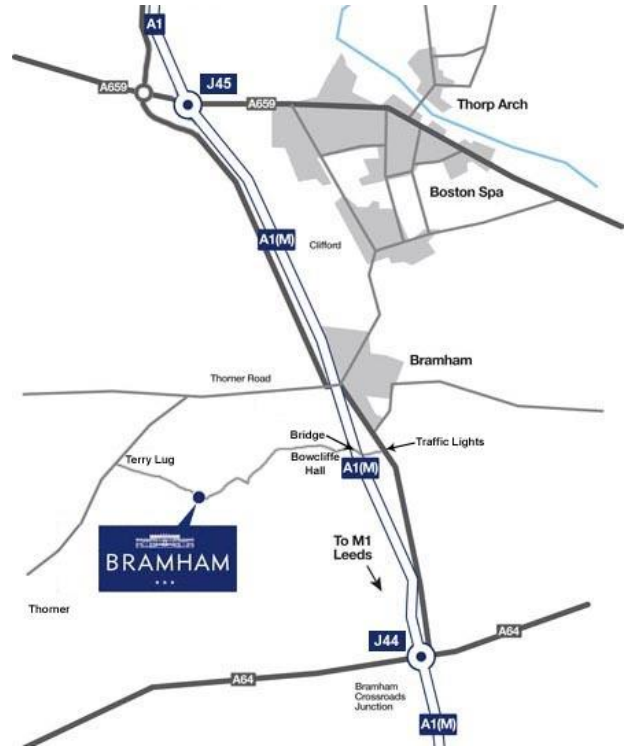 A1
J45
A659
A659
Thorp Arch
Boston Spa
A1(M)
Clifford
Bramham
Thorner Road
Bridge
Traffic Lights
Bowcliffe
Hall
A1(M)
Terry Lug
BRAMHAM
To M1
Leeds
Thorner
J44
A64
A64
Bramham
Crossroads
Junction
A1(M)